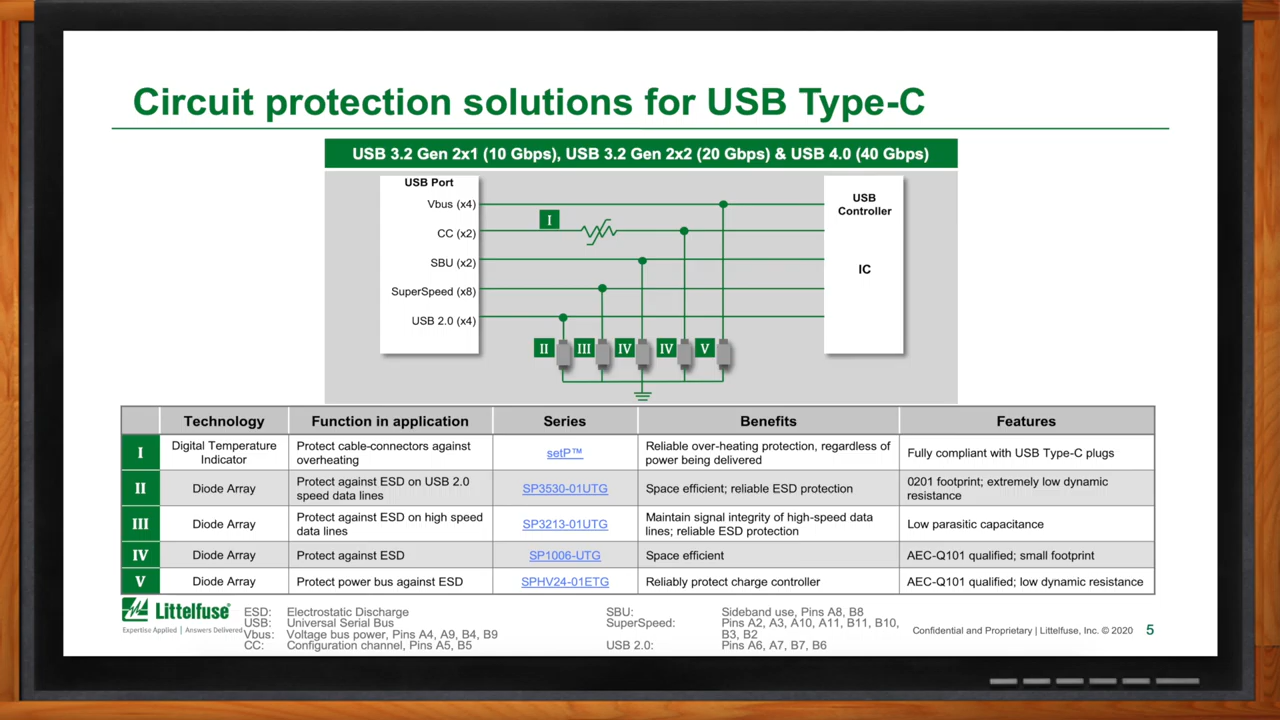 Circuit protection solutions for USB Type-C
USB 3.2 Gen 2x1 (10 Gbps), USB 3.2 Gen 2x2 (20 Gbps) & USB 4.0 (40 Gbps)
USB Port
Vbus (x4)
CC (x2)
SBU (x2)
SuperSpeed (x8)
USB 2.0 (x4)
I
USB
Controller
IC
II
III
IV
IV
V
Technology Function in application Series Benefits Features
I
Digital Temperature
Indicator
Protect cable-connectors against
overheating
setP™
Reliable over-heating protection, regardless of
power being delivered
Fully compliant with USB Type-C plugs
II
Diode Array
Protect against ESD on USB 2.0
speed data lines
SP3530-01UTG
Space efficient; reliable ESD protection
0201 footprint; extremely low dynamic
resistance
III
Diode Array
Protect against ESD on high speed
data lines
SP3213-01UTG
Maintain signal integrity of high-speed data
lines; reliable ESD protection
Low parasitic capacitance
IV
Diode Array
Protect against ESD
SP1006-UTG
Space efficient
AEC-Q101 qualified; small footprint
V
Diode Array
Protect power bus against ESD
SPHV24-01ETG
Reliably protect charge controller
AEC-Q101 qualified; low dynamic resistance
Littelfuse®
Expertise Applied | Answers Delivered
ESD: Electrostatic Discharge
USB: Universal Serial Bus
Vbus: Voltage bus power, Pins A4, A9, B4, B9
CC: Configuration channel, Pins A5, B5
SBU: Sideband use, Pins A8, B8
SuperSpeed: Pins A2, A3, A10, A11, B11, B10,
B3, B2
USB 2.0: Pins A6, A7, B7, B6
Confidential and Proprietary | Littelfuse, Inc. © 2020 5